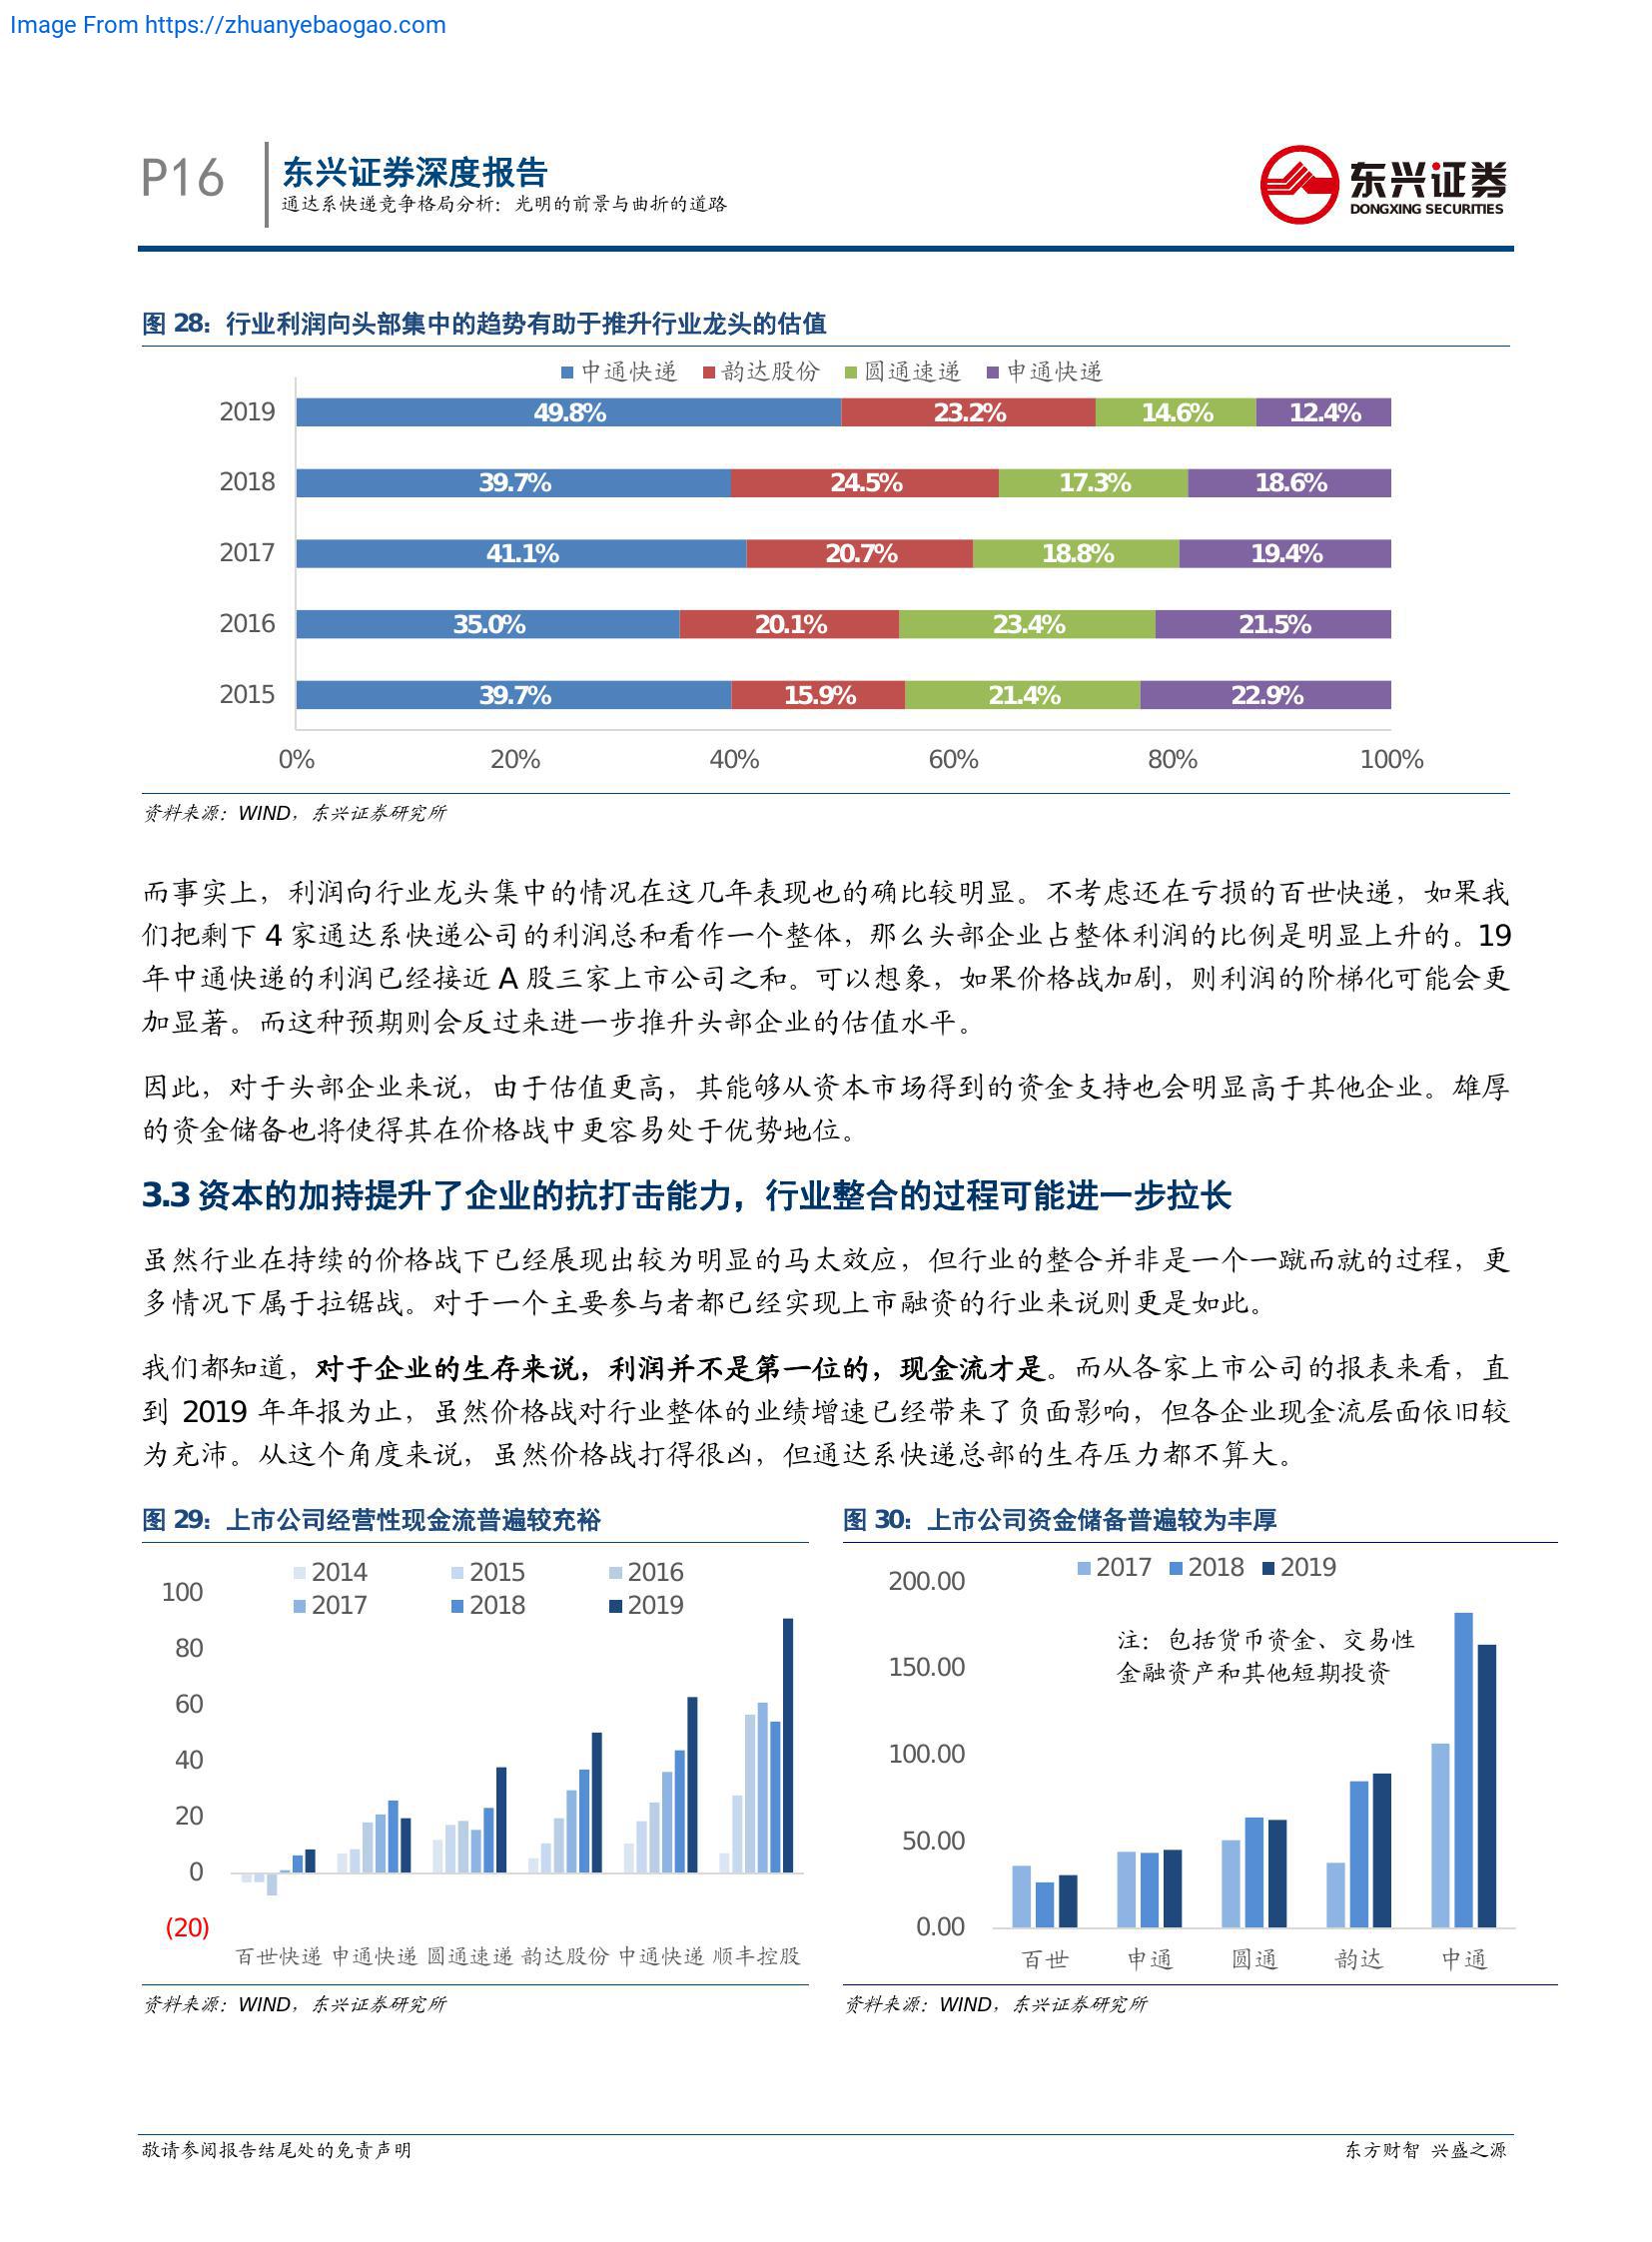 Image From https://zhuanyebaogao.com
P16
东兴证券深度报告
通达系快递竞争格局分析：光明的前景与曲折的道路
东兴证券
DONGXING SECURITIES
图 28：行业利润向头部集中的趋势有助于推升行业龙头的估值
中通快递 韵达股份 圆通速递 申通快递
2019 49.8% 23.2% 14.6% 12.4%
2018 39.7% 24.5% 17.3% 18.6%
2017 41.1% 20.7% 18.8% 19.4%
2016 35.0% 20.1% 23.4% 21.5%
2015 39.7% 15.9% 21.4% 22.9%
0% 20% 40% 60% 80% 100%
资料来源：WIND，东兴证券研究所
而事实上，利润向行业龙头集中的情况在这几年表现也的确比较明显。不考虑还在亏损的百世快递，如果我
们把剩下 4 家通达系快递公司的利润总和看作一个整体，那么头部企业占整体利润的比例是明显上升的。19
年中通快递的利润已经接近 A 股三家上市公司之和。可以想象，如果价格战加剧，则利润的阶梯化可能会更
加显著。而这种预期则会反过来进一步推升头部企业的估值水平。
因此，对于头部企业来说，由于估值更高，其能够从资本市场得到的资金支持也会明显高于其他企业。雄厚
的资金储备也将使得其在价格战中更容易处于优势地位。
3.3 资本的加持提升了企业的抗打击能力，行业整合的过程可能进一步拉长
虽然行业在持续的价格战下已经展现出较为明显的马太效应，但行业的整合并非是一个一蹴而就的过程，更
多情况下属于拉锯战。对于一个主要参与者都已经实现上市融资的行业来说则更是如此。
我们都知道，对于企业的生存来说，利润并不是第一位的，现金流才是。而从各家上市公司的报表来看，直
到 2019 年年报为止，虽然价格战对行业整体的业绩增速已经带来了负面影响，但各企业现金流层面依旧较
为充沛。从这个角度来说，虽然价格战打得很凶，但通达系快递总部的生存压力都不算大。
图 29：上市公司经营性现金流普遍较充裕
2014 2015 2016
2017 2018 2019
100
80
60
40
20
0
(20)
百世快递 申通快递 圆通速递 韵达股份 中通快递 顺丰控股
资料来源：WIND，东兴证券研究所
图 30：上市公司资金储备普遍较为丰厚
2017 2018 2019
注：包括货币资金、交易性
金融资产和其他短期投资
200.00
150.00
100.00
50.00
0.00
百世 申通 圆通 韵达 中通
资料来源：WIND，东兴证券研究所
敬请参阅报告结尾处的免责声明
东方财智 兴盛之源